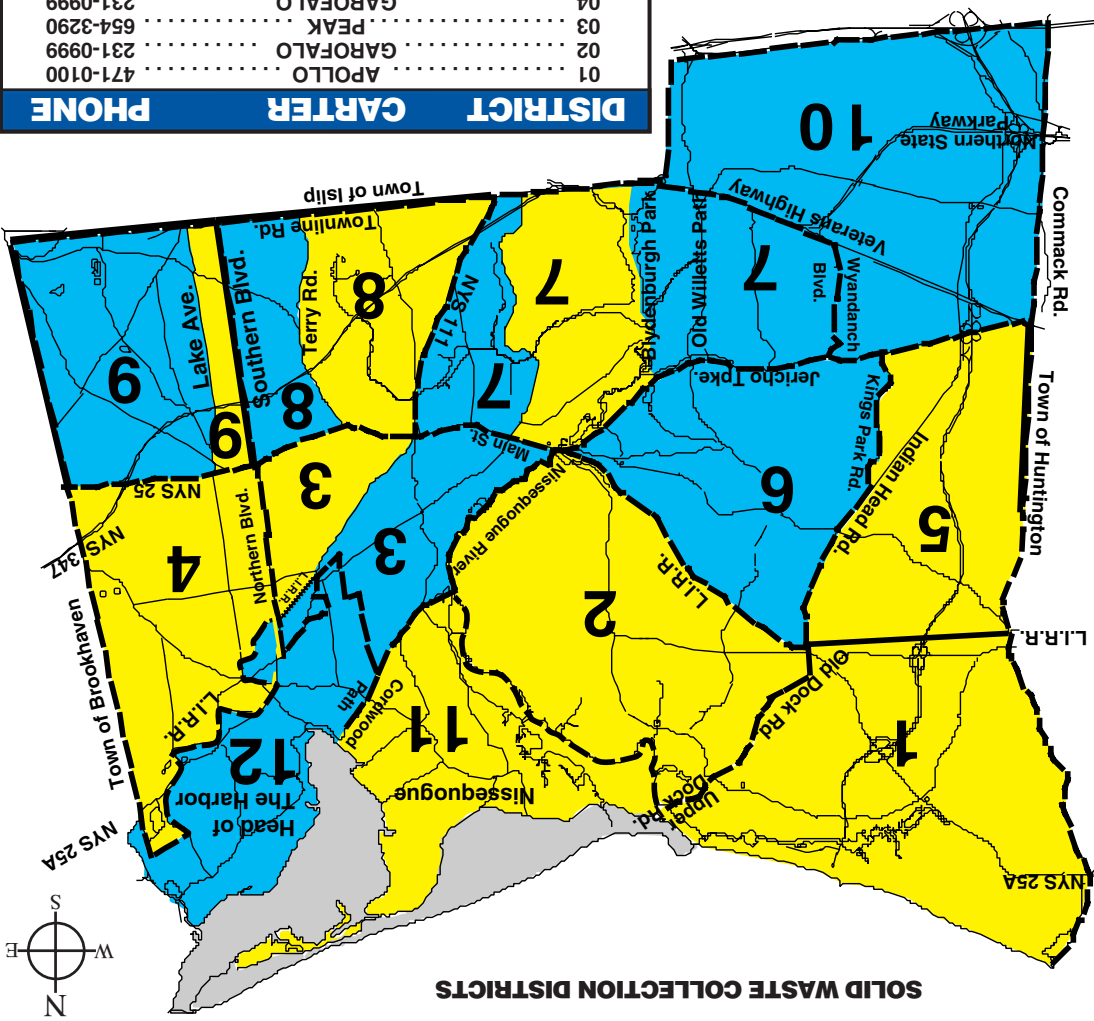 SOLID WASTE COLLECTION DISTRICTS
N
W
E
S
NYS 25A
NYS 25A
1
Upper
Dock Rd.
Old Dock Rd.
Nissequogue
11
Cordwood
Path
Head of
The Harbor
12
L.I.R.R.
Town of Brookhaven
L.I.R.R.
2
L.I.R.R.
Nissequogue River
L.I.R.R.
Northern Blvd.
4
NYS 347
NYS 25
Town of Huntington
5
Indian Head Rd.
Kings Park Rd.
6
3
3
Main St.
Jericho Tpke.
Commack Rd.
Wyandanch
Blvd.
7
Old Willetts Path
Blydenburgh Park
7
7
NYS 111
8
Terry Rd.
8
Southern Blvd.
9
Lake Ave.
9
Veterans Highway
Townline Rd.
Town of Islip
Northern State
Parkway
10
DISTRICT CARTER PHONE
01 APOLLO 471-0100
02 GAROFALO 231-0999
03 PEAK 654-3290
04 GAROFALO 231-0999